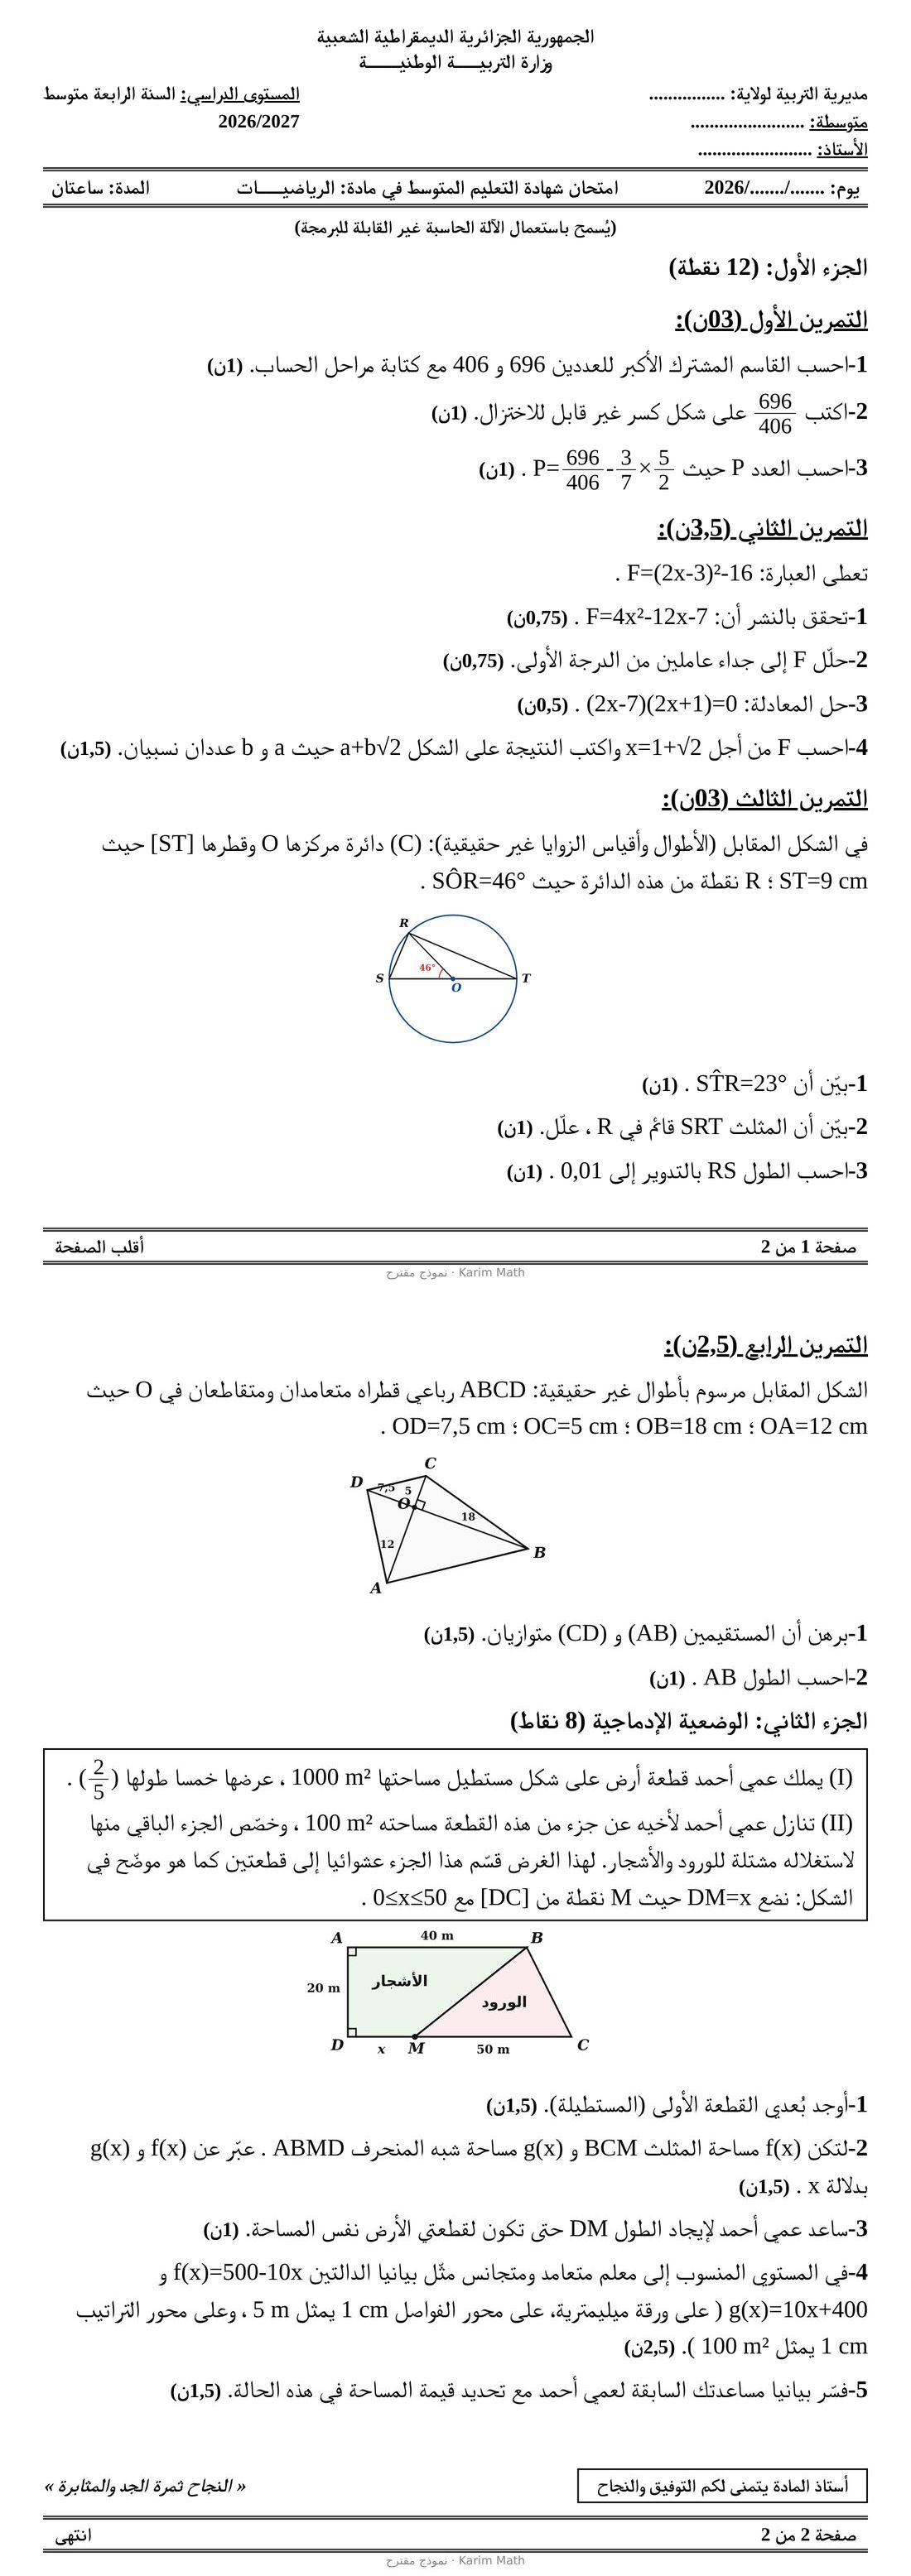 الجمهورية الجزائرية الديمقراطية الشعبية
وزارة التربيـــــة الوطنيــــــة
مديرية التربية لولاية: ................
المستوى الدراسي: السنة الرابعة متوسط
متوسطة: ........................
2026/2027
الأستاذ: ........................
يوم: ......./......./2026
امتحان شهادة التعليم المتوسط في مادة: الرياضيـــــات
المدة: ساعتان
(يُسمح باستعمال الآلة الحاسبة غير القابلة للبرمجة)
الجزء الأول: (12 نقطة)
التمرين الأول (03ن):
1-احسب القاسم المشترك الأكبر للعددين 696 و 406 مع كتابة مراحل الحساب. (1ن)
2-اكتب 696/406 على شكل كسر غير قابل للاختزال. (1ن)
3-احسب العدد P حيث P=696/406-3/7×5/2 . (1ن)
التمرين الثاني (3,5ن):
تعطى العبارة: F=(2x-3)²-16 .
1-تحقق بالنشر أن: F=4x²-12x-7 . (0,75ن)
2-حلّل F إلى جداء عاملين من الدرجة الأولى. (0,75ن)
3-حل المعادلة: (2x-7)(2x+1)=0 . (0,5ن)
4-احسب F من أجل x=1+√2 واكتب النتيجة على الشكل a+b√2 حيث a و b عددان نسبيان. (1,5ن)
التمرين الثالث (03ن):
في الشكل المقابل (الأطوال وأقياس الزوايا غير حقيقية): (C) دائرة مركزها O وقطرها [ST] حيث
ST=9 cm ؛ R نقطة من هذه الدائرة حيث SÔR=46° .
R
46°
S
O
T
1-بيّن أن ST̂R=23° . (1ن)
2-بيّن أن المثلث SRT قائم في R ، علّل. (1ن)
3-احسب الطول RS بالتدوير إلى 0,01 . (1ن)
صفحة 1 من 2
أقلب الصفحة
نموذج مقترح · Karim Math
التمرين الرابع (2,5ن):
الشكل المقابل مرسوم بأطوال غير حقيقية: ABCD رباعي قطراه متعامدان ومتقاطعان في O حيث
OA=12 cm ؛ OB=18 cm ؛ OC=5 cm ؛ OD=7,5 cm .
C
D
7,5
5
O
18
12
B
A
1-برهن أن المستقيمين (AB) و (CD) متوازيان. (1,5ن)
2-احسب الطول AB . (1ن)
الجزء الثاني: الوضعية الإدماجية (8 نقاط)
(I) يملك عمي أحمد قطعة أرض على شكل مستطيل مساحتها 1000 m² ، عرضها خمسا طولها (2/5) .
(II) تنازل عمي أحمد لأخيه عن جزء من هذه القطعة مساحته 100 m² ، وخصّص الجزء الباقي منها
لاستغلاله مشتلة للورود والأشجار. لهذا الغرض قسّم هذا الجزء عشوائيا إلى قطعتين كما هو موضّح في
الشكل: نضع DM=x حيث M نقطة من [DC] مع 0≤x≤50 .
A
40 m
B
الأشجار
20 m
الورود
D
x
M
50 m
C
1-أوجد بُعدي القطعة الأولى (المستطيلة). (1,5ن)
2-لتكن f(x) مساحة المثلث BCM و g(x) مساحة شبه المنحرف ABMD . عبّر عن f(x) و g(x)
بدلالة x . (1,5ن)
3-ساعد عمي أحمد لإيجاد الطول DM حتى تكون لقطعتي الأرض نفس المساحة. (1ن)
4-في المستوي المنسوب إلى معلم متعامد ومتجانس مثّل بيانيا الدالتين f(x)=500-10x و
g(x)=10x+400 ( على ورقة ميليمترية، على محور الفواصل 1 cm يمثل 5 m ، وعلى محور التراتيب
1 cm يمثل 100 m² ). (2,5ن)
5-فسّر بيانيا مساعدتك السابقة لعمي أحمد مع تحديد قيمة المساحة في هذه الحالة. (1,5ن)
أستاذ المادة يتمنى لكم التوفيق والنجاح
« النجاح ثمرة الجد والمثابرة »
صفحة 2 من 2
انتهى
نموذج مقترح · Karim Math